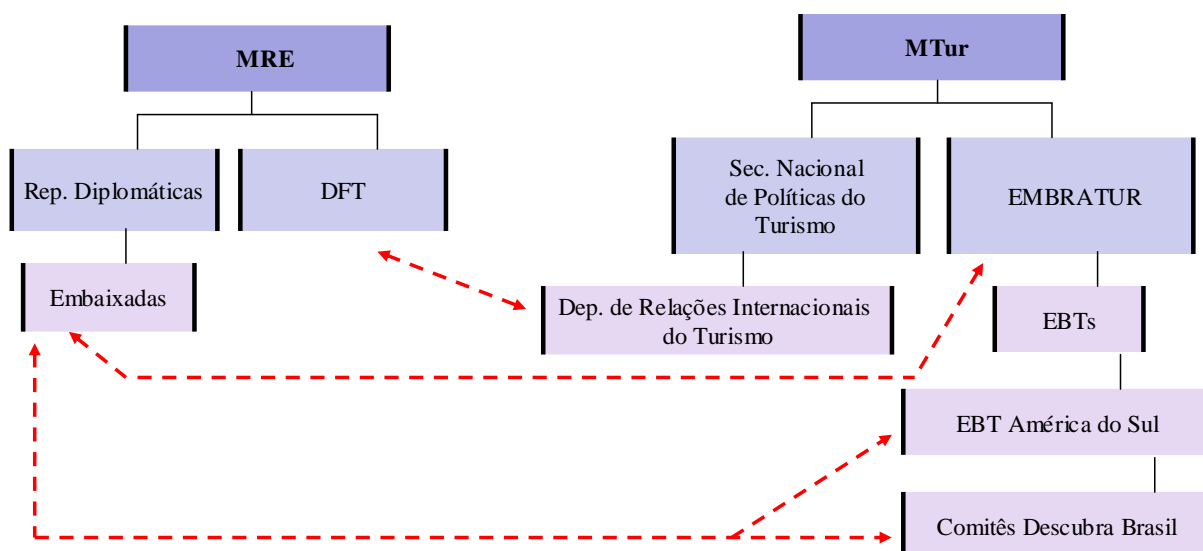 MRE
MTur
Rep. Diplomáticas
DFT
Sec. Nacional
de Políticas do
Turismo
EMBRATUR
Embaixadas
Dep. de Relações Internacionais
do Turismo
EBTs
EBT América do Sul
Comitês Descubra Brasil